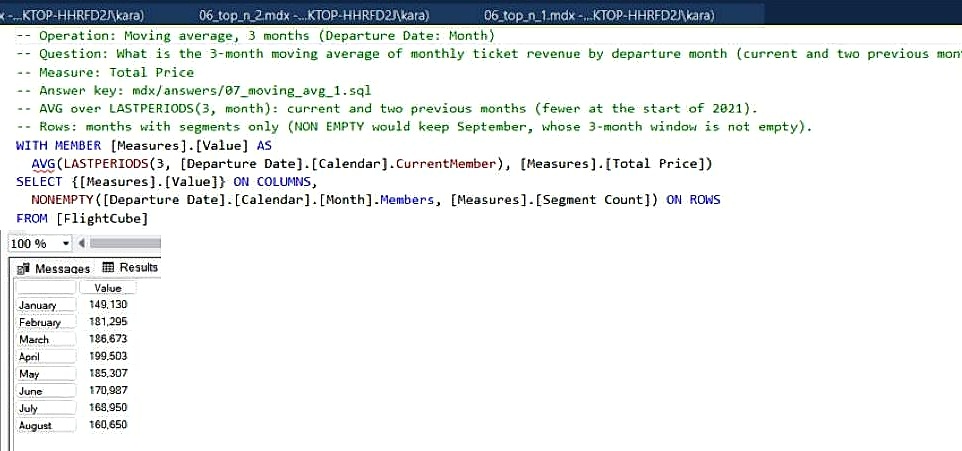 x -...KTOP-HHRFD2J\kara) 06_top_n_2.mdx -...KTOP-HHRFD2J\kara) 06_top_n_1.mdx -...KTOP-HHRFD2J\kara)
-- Operation: Moving average, 3 months (Departure Date: Month)
-- Question: What is the 3-month moving average of monthly ticket revenue by departure month (current and two previous mon
-- Measure: Total Price
-- Answer key: mdx/answers/07_moving_avg_1.sql
-- AVG over LASTPERIODS(3, month): current and two previous months (fewer at the start of 2021).
-- Rows: months with segments only (NON EMPTY would keep September, whose 3-month window is not empty).
WITH MEMBER [Measures].[Value] AS
AVG(LASTPERIODS(3, [Departure Date].[Calendar].CurrentMember), [Measures].[Total Price])
SELECT {[Measures].[Value]} ON COLUMNS,
NONEMPTY([Departure Date].[Calendar].[Month].Members, [Measures].[Segment Count]) ON ROWS
FROM [FlightCube]
100 %
Messages Results
Value
January 149,130
February 181,295
March 186,673
April 199,503
May 185,307
June 170,987
July 168,950
August 160,650